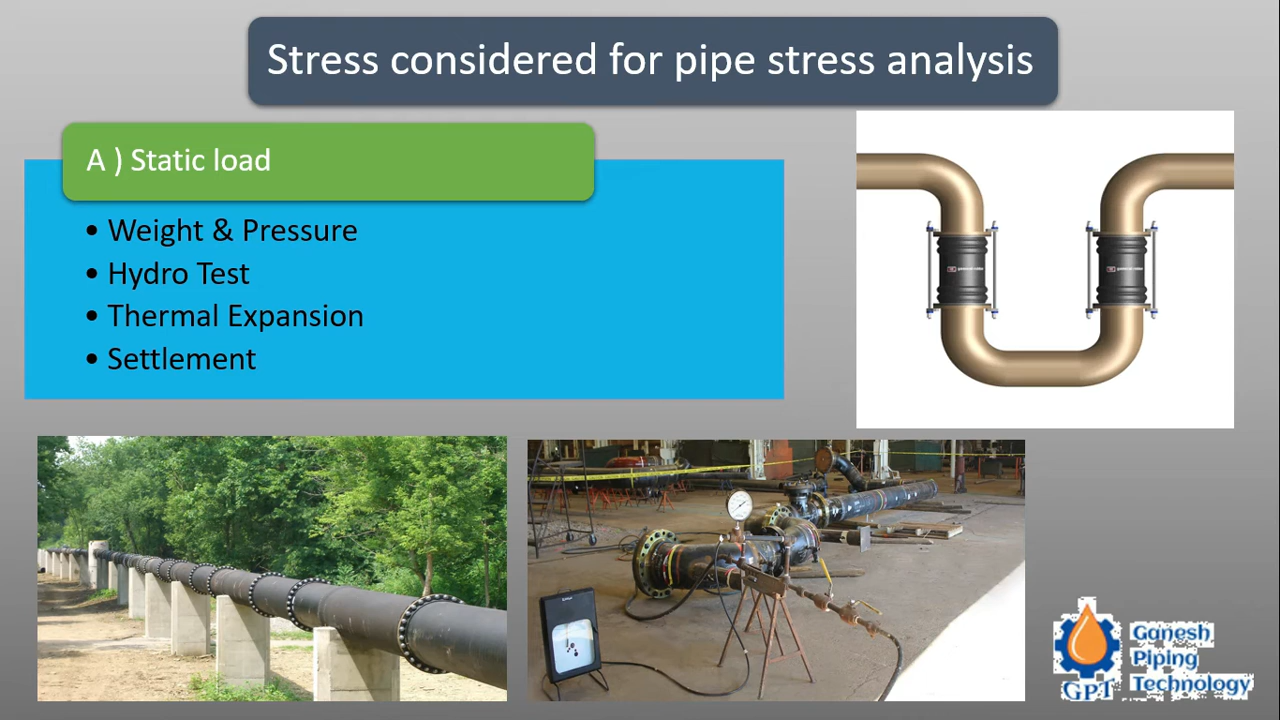 Stress considered for pipe stress analysis
A ) Static load
• Weight & Pressure
• Hydro Test
• Thermal Expansion
• Settlement
GPT
Ganesh
Piping
Technology